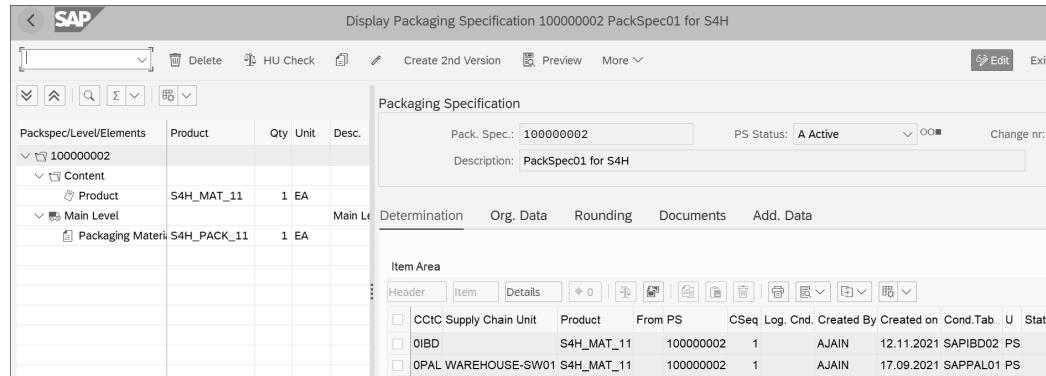 SAP Display Packaging Specification 100000002 PackSpec01 for S4H
Delete HU Check Create 2nd Version Preview More Edit Exi
Packspec/Level/Elements Product Qty Unit Desc.
100000002
Content
Product S4H_MAT_11 1 EA
Main Level Main Le
Packaging Materi S4H_PACK_11 1 EA
Packaging Specification
Pack. Spec.: 100000002 PS Status: A Active Change nr:
Description: PackSpec01 for S4H
Determination Org. Data Rounding Documents Add. Data
Item Area
Header Item Details 0
CCtC Supply Chain Unit Product From PS CSeq Log. Cnd. Created By Created on Cond.Tab.. U Stat
0IBD S4H_MAT_11 100000002 1 AJAIN 12.11.2021 SAPIBD02 PS
0PAL WAREHOUSE-SW01 S4H_MAT_11 100000002 1 AJAIN 17.09.2021 SAPPAL01 PS